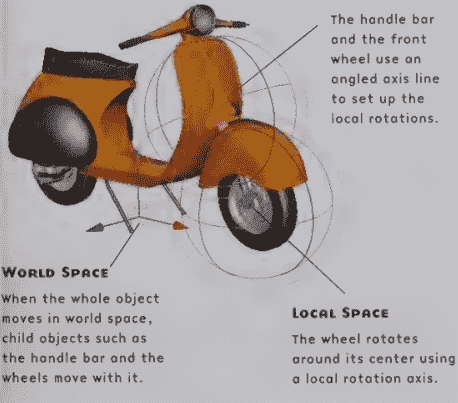 The handle bar
and the front
wheel use an
angled axis line
to set up the
local rotations.
WORLD SPACE
When the whole object
moves in world space,
child objects such as
the handle bar and the
wheels move with it.
LOCAL SPACE
The wheel rotates
around its center using
a local rotation axis.